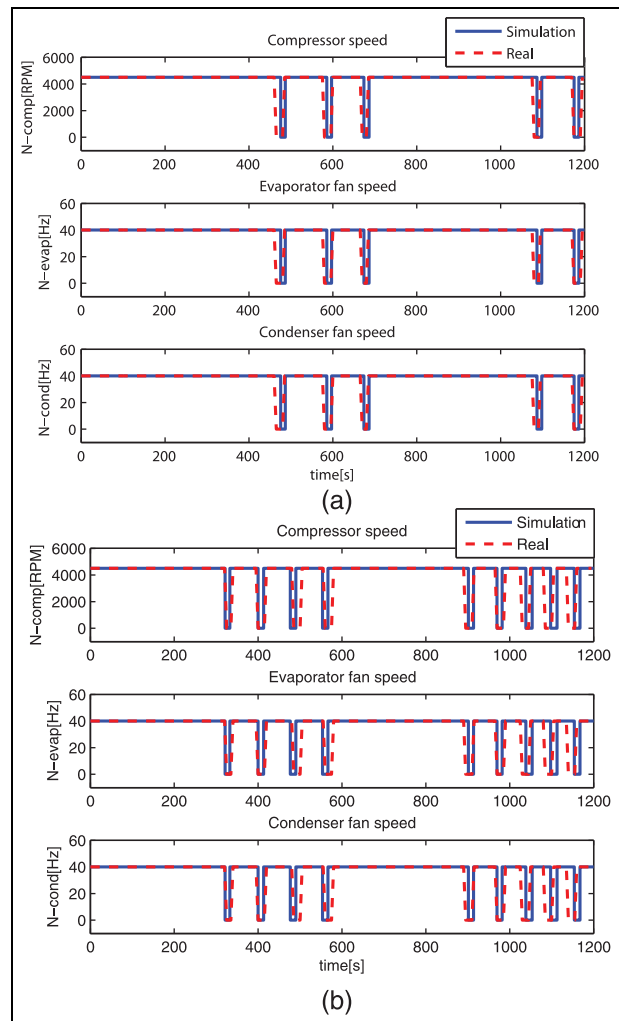 Compressor speed
Simulation
Real
N-comp[RPM]
6000
4000
2000
0
0 200 400 600 800 1000 1200
Evaporator fan speed
N-evap[Hz]
60
40
20
0
0 200 400 600 800 1000 1200
Condenser fan speed
N-cond[Hz]
60
40
20
0
0 200 400 600 800 1000 1200
time[s]
(a)
Compressor speed
Simulation
Real
N-comp[RPM]
6000
4000
2000
0
0 200 400 600 800 1000 1200
Evaporator fan speed
N-evap[Hz]
60
40
20
0
0 200 400 600 800 1000 1200
Condenser fan speed
N-cond[Hz]
60
40
20
0
0 200 400 600 800 1000 1200
time[s]
(b)